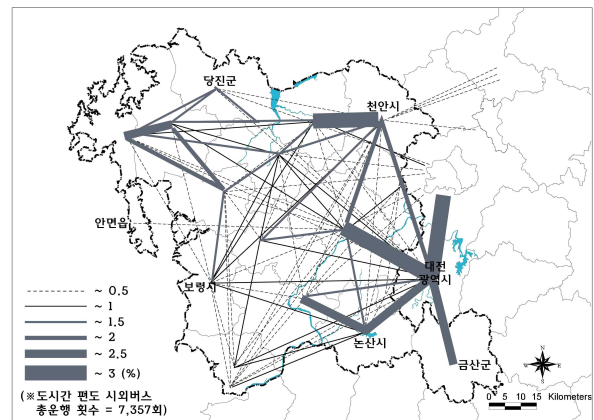 당진군
천안시
안면읍
대전
광역시
보령시
~ 0.5
~ 1
~ 1.5
~ 2
~ 2.5
~ 3 (%)
논산시
금산군
N
W E
S
0 5 10 15 Kilometers
(※도시간 편도 시외버스
총운행 횟수 = 7,357회)